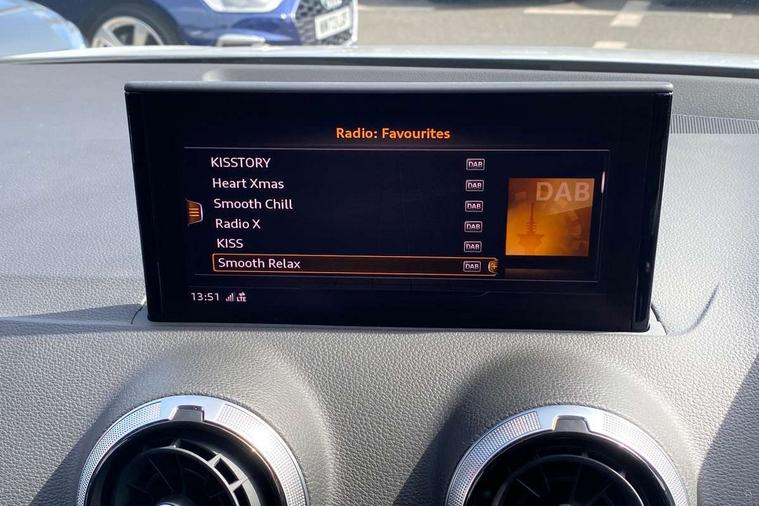 Radio: Favourites
KISSTORY DAB
Heart Xmas DAB
Smooth Chill DAB
Radio X DAB
KISS DAB
Smooth Relax DAB
DAB
13:51 LTE